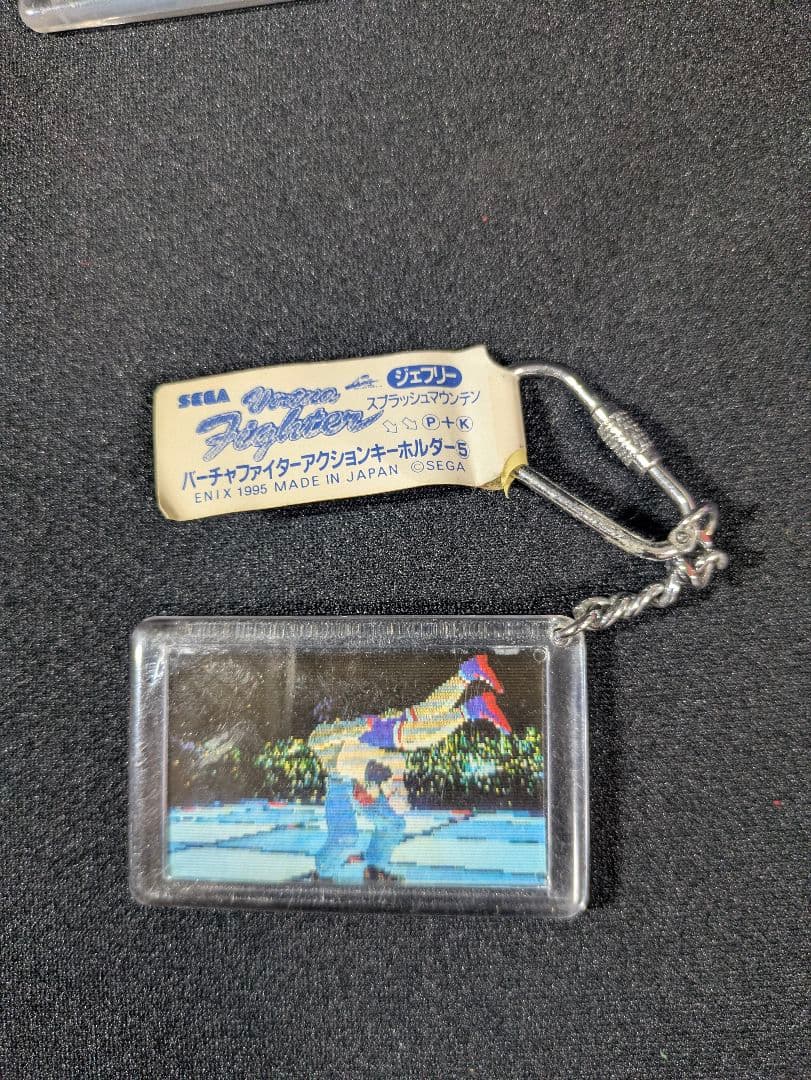 SEGA Virtua Fighter ジェフリー
スプラッシュマウンテン
⇘⇘Ⓟ+Ⓚ
バーチャファイターアクションキーホルダー⑤
ENIX 1995 MADE IN JAPAN ©SEGA